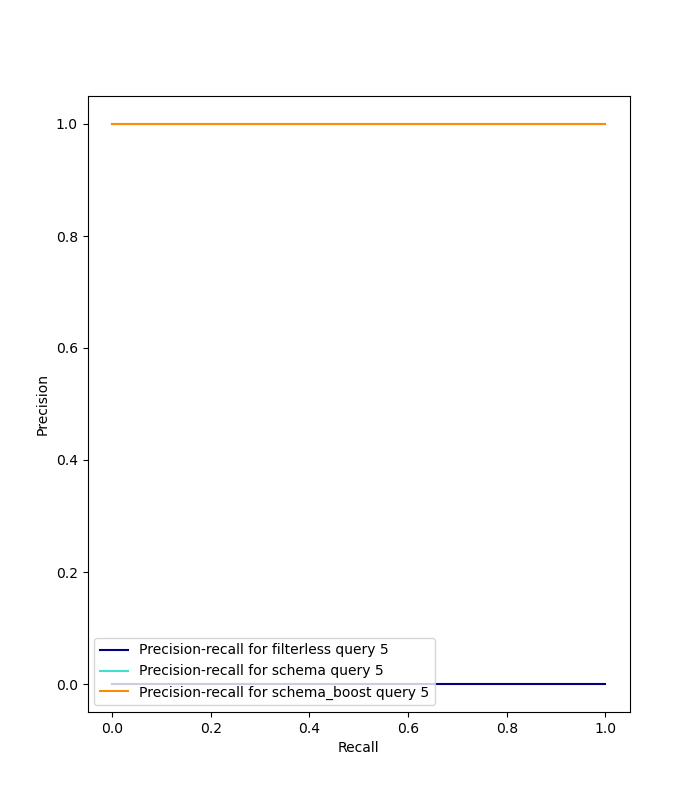 1.0
0.8
0.6
0.4
0.2
0.0
Precision
Precision-recall for filterless query 5
Precision-recall for schema query 5
Precision-recall for schema_boost query 5
0.0 0.2 0.4 0.6 0.8 1.0
Recall